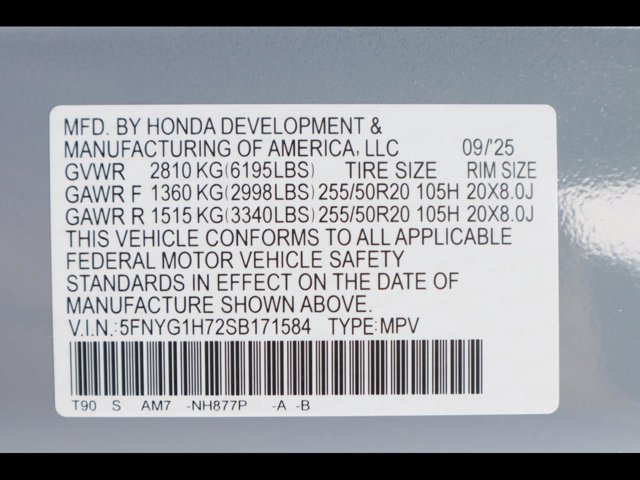 MFD. BY HONDA DEVELOPMENT &
MANUFACTURING OF AMERICA, LLC 09/'25
GVWR 2810 KG(6195LBS) TIRE SIZE RIM SIZE
GAWR F 1360 KG(2998LBS) 255/50R20 105H 20X8.0J
GAWR R 1515 KG(3340LBS) 255/50R20 105H 20X8.0J
THIS VEHICLE CONFORMS TO ALL APPLICABLE
FEDERAL MOTOR VEHICLE SAFETY
STANDARDS IN EFFECT ON THE DATE OF
MANUFACTURE SHOWN ABOVE.
V.I.N.:5FNYG1H72SB171584 TYPE:MPV
T90 S AM7 -NH877P -A -B